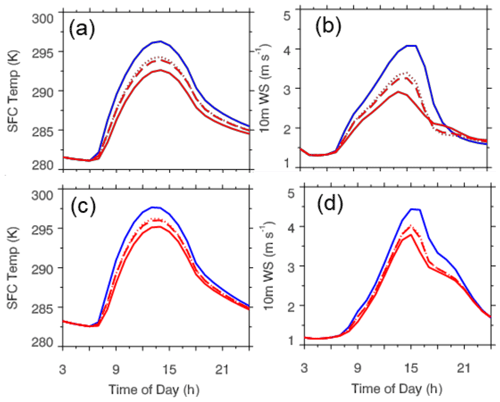 (a)
SFC Temp (K)
300
295
290
285
280
(b)
10m WS (m s⁻¹)
5
4
3
2
1
(c)
SFC Temp (K)
300
295
290
285
280
3 9 15 21
Time of Day (h)
(d)
10m WS (m s⁻¹)
5
4
3
2
1
3 9 15 21
Time of Day (h)